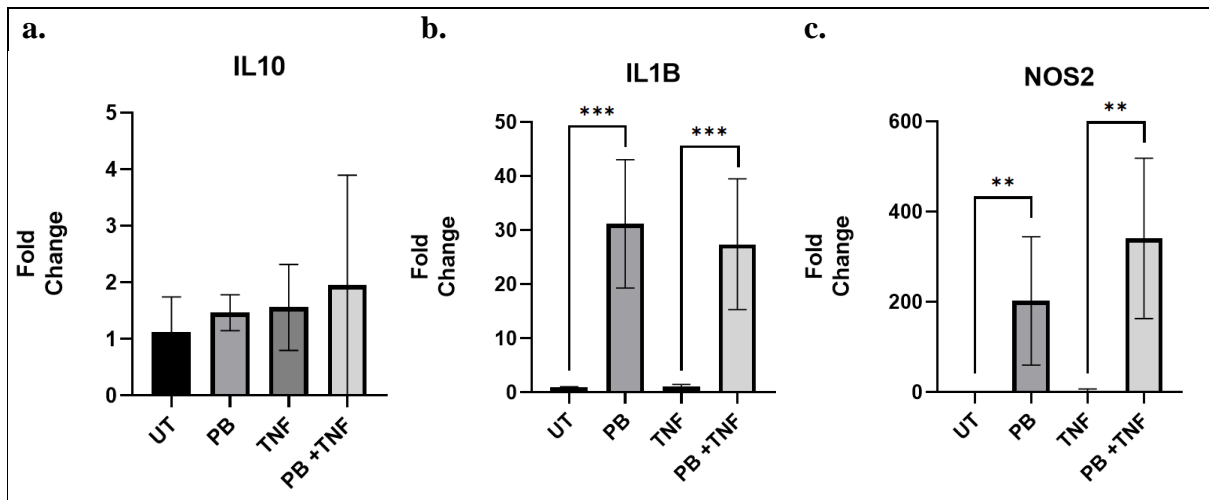 a.
IL10
Fold
Change
5
4
3
2
1
0
UT
PB
TNF
PB +TNF
b.
IL1B
Fold
Change
50
40
30
20
10
0
***
***
UT
PB
TNF
PB +TNF
c.
NOS2
Fold
Change
600
400
200
0
**
**
UT
PB
TNF
PB +TNF